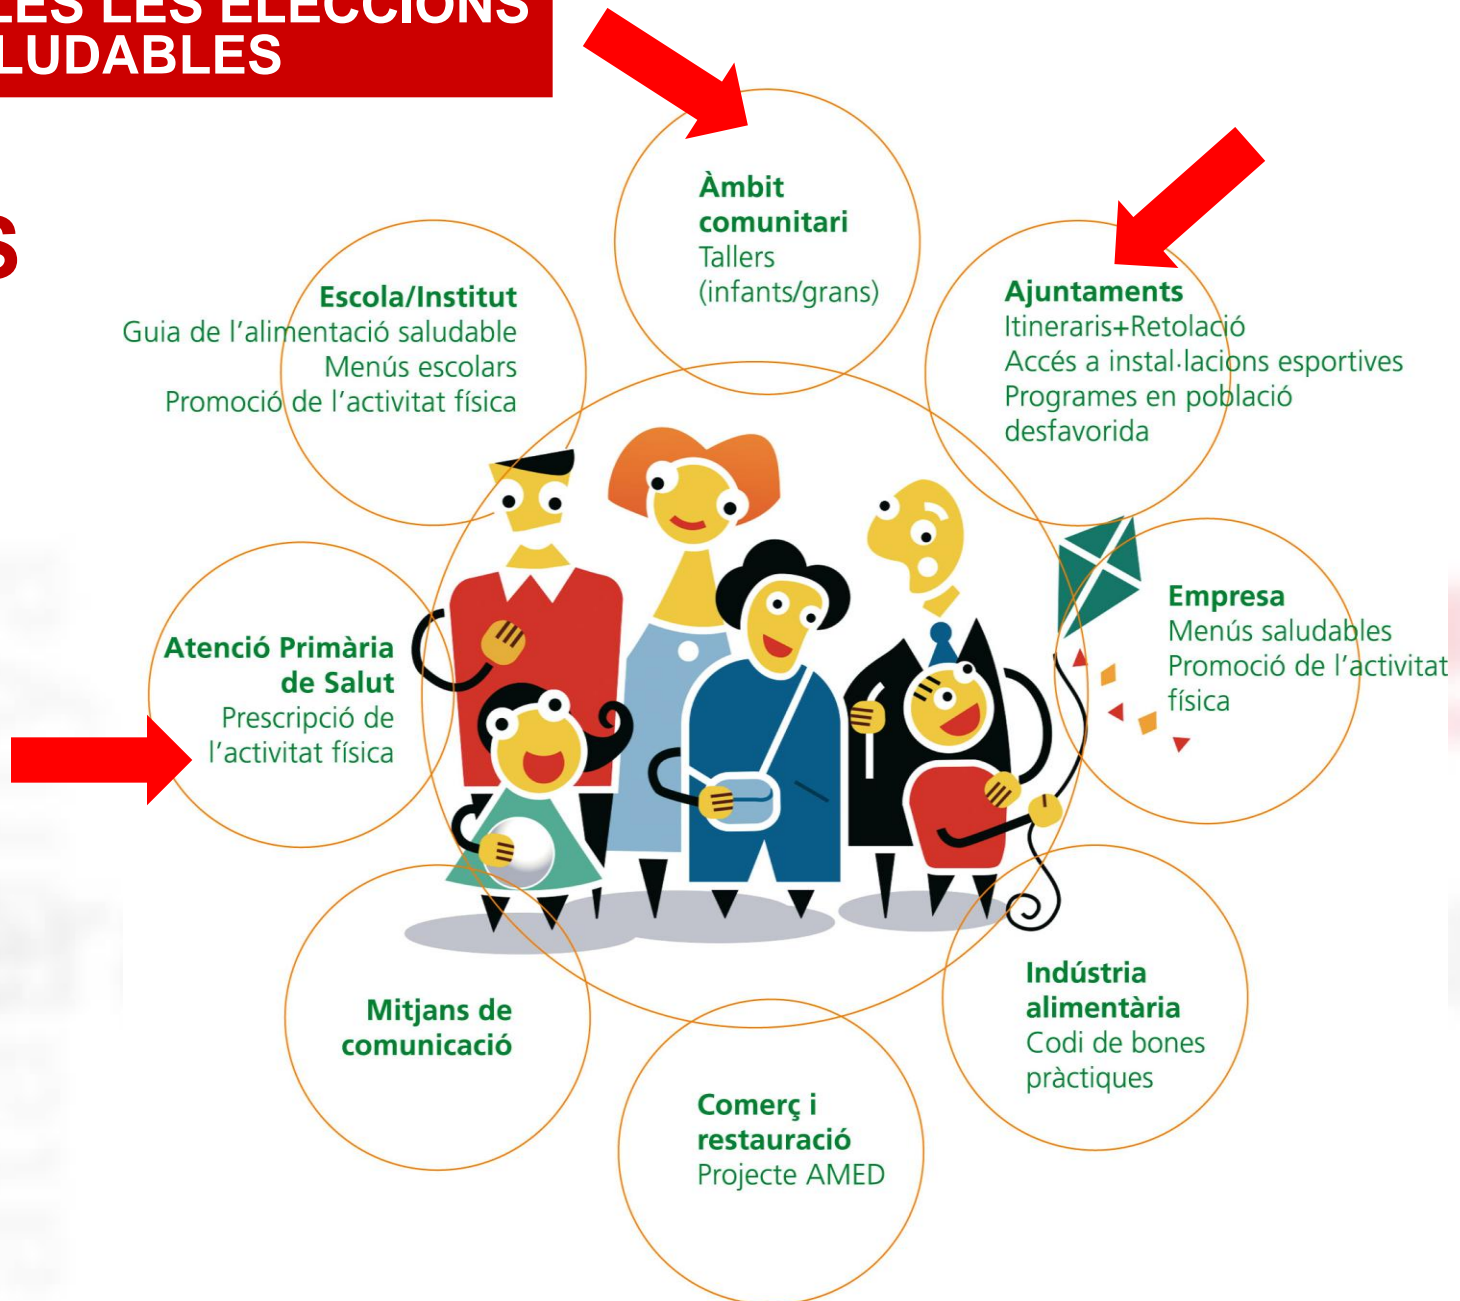 LES LES ELECCIONS
LUDABLES
S
Àmbit
comunitari
Tallers
(infants/grans)
Escola/Institut
Guia de l'alimentació saludable
Menús escolars
Promoció de l'activitat física
Ajuntaments
Itineraris+Retolació
Accés a instal·lacions esportives
Programes en població
desfavorida
Atenció Primària
de Salut
Prescripció de
l'activitat física
Empresa
Menús saludables
Promoció de l'activitat
física
Mitjans de
comunicació
Indústria
alimentària
Codi de bones
pràctiques
Comerç i
restauració
Projecte AMED